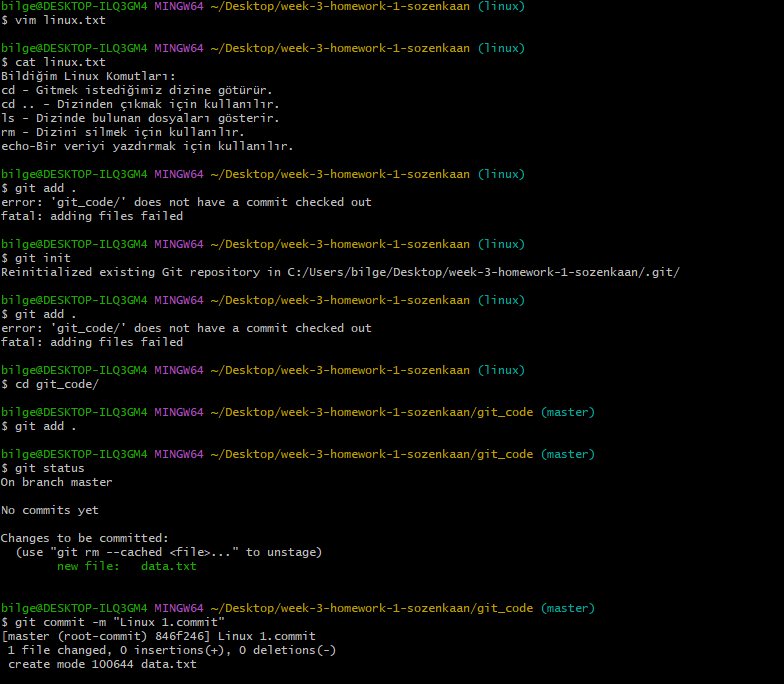 bilge@DESKTOP-ILQ3GM4 MINGW64 ~/Desktop/week-3-homework-1-sozenkaan (linux)
$ vim linux.txt
bilge@DESKTOP-ILQ3GM4 MINGW64 ~/Desktop/week-3-homework-1-sozenkaan (linux)
$ cat linux.txt
Bildiğim Linux Komutları:
cd - Gitmek istediğimiz dizine götürür.
cd .. - Dizinden çıkmak için kullanılır.
ls - Dizinde bulunan dosyaları gösterir.
rm - Dizini silmek için kullanılır.
echo-Bir veriyi yazdırmak için kullanılır.
bilge@DESKTOP-ILQ3GM4 MINGW64 ~/Desktop/week-3-homework-1-sozenkaan (linux)
$ git add .
error: 'git_code/' does not have a commit checked out
fatal: adding files failed
bilge@DESKTOP-ILQ3GM4 MINGW64 ~/Desktop/week-3-homework-1-sozenkaan (linux)
$ git init
Reinitialized existing Git repository in C:/Users/bilge/Desktop/week-3-homework-1-sozenkaan/.git/
bilge@DESKTOP-ILQ3GM4 MINGW64 ~/Desktop/week-3-homework-1-sozenkaan (linux)
$ git add .
error: 'git_code/' does not have a commit checked out
fatal: adding files failed
bilge@DESKTOP-ILQ3GM4 MINGW64 ~/Desktop/week-3-homework-1-sozenkaan (linux)
$ cd git_code/
bilge@DESKTOP-ILQ3GM4 MINGW64 ~/Desktop/week-3-homework-1-sozenkaan/git_code (master)
$ git add .
bilge@DESKTOP-ILQ3GM4 MINGW64 ~/Desktop/week-3-homework-1-sozenkaan/git_code (master)
$ git status
On branch master
No commits yet
Changes to be committed:
  (use "git rm --cached <file>..." to unstage)
        new file:   data.txt
bilge@DESKTOP-ILQ3GM4 MINGW64 ~/Desktop/week-3-homework-1-sozenkaan/git_code (master)
$ git commit -m "Linux 1.commit"
[master (root-commit) 846f246] Linux 1.commit
 1 file changed, 0 insertions(+), 0 deletions(-)
 create mode 100644 data.txt